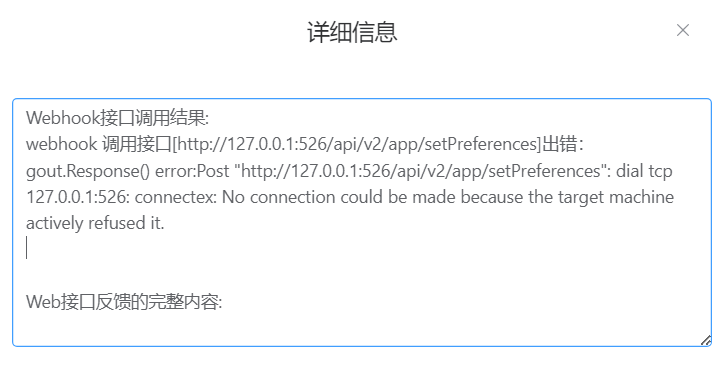 详细信息
Webhook接口调用结果:
webhook 调用接口[http://127.0.0.1:526/api/v2/app/setPreferences]出错：
gout.Response() error:Post "http://127.0.0.1:526/api/v2/app/setPreferences": dial tcp
127.0.0.1:526: connectex: No connection could be made because the target machine
actively refused it.
Web接口反馈的完整内容: